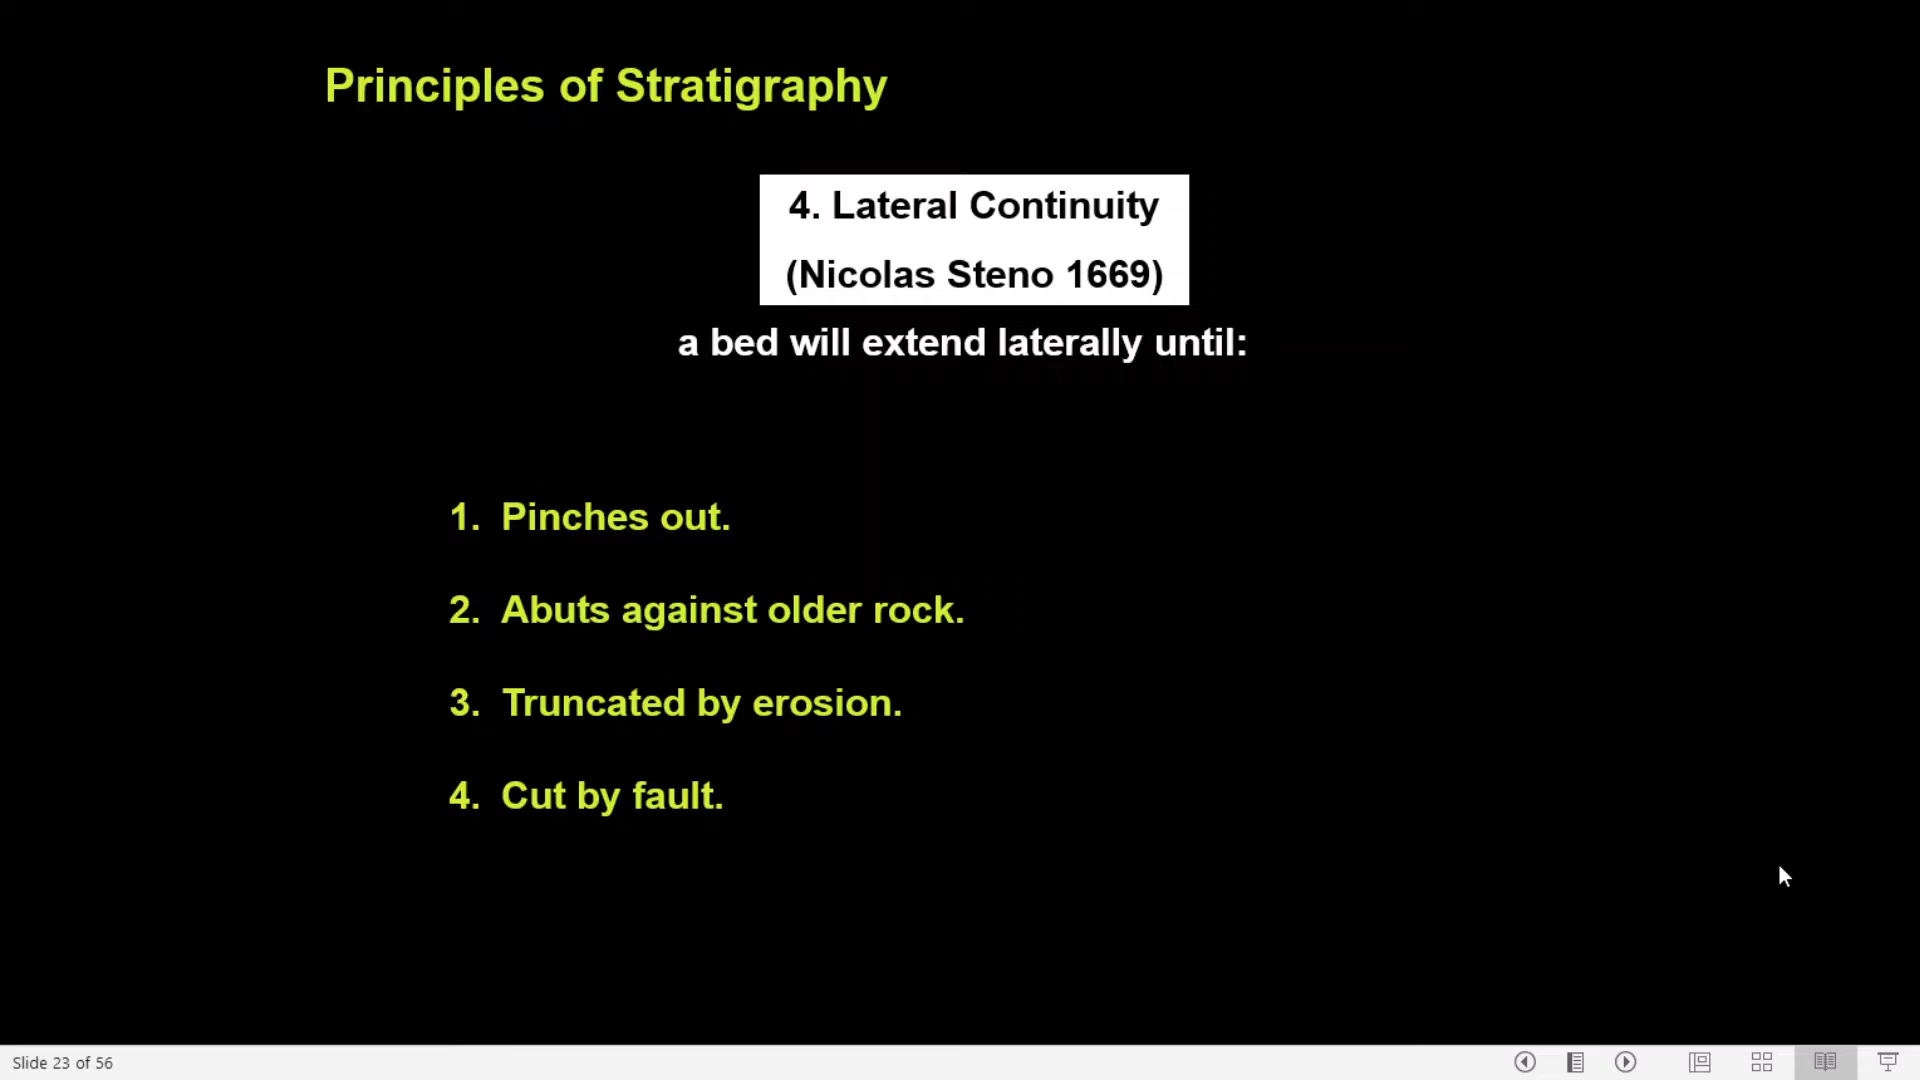 Principles of Stratigraphy
4. Lateral Continuity
(Nicolas Steno 1669)
a bed will extend laterally until:
1. Pinches out.
2. Abuts against older rock.
3. Truncated by erosion.
4. Cut by fault.
Slide 23 of 56